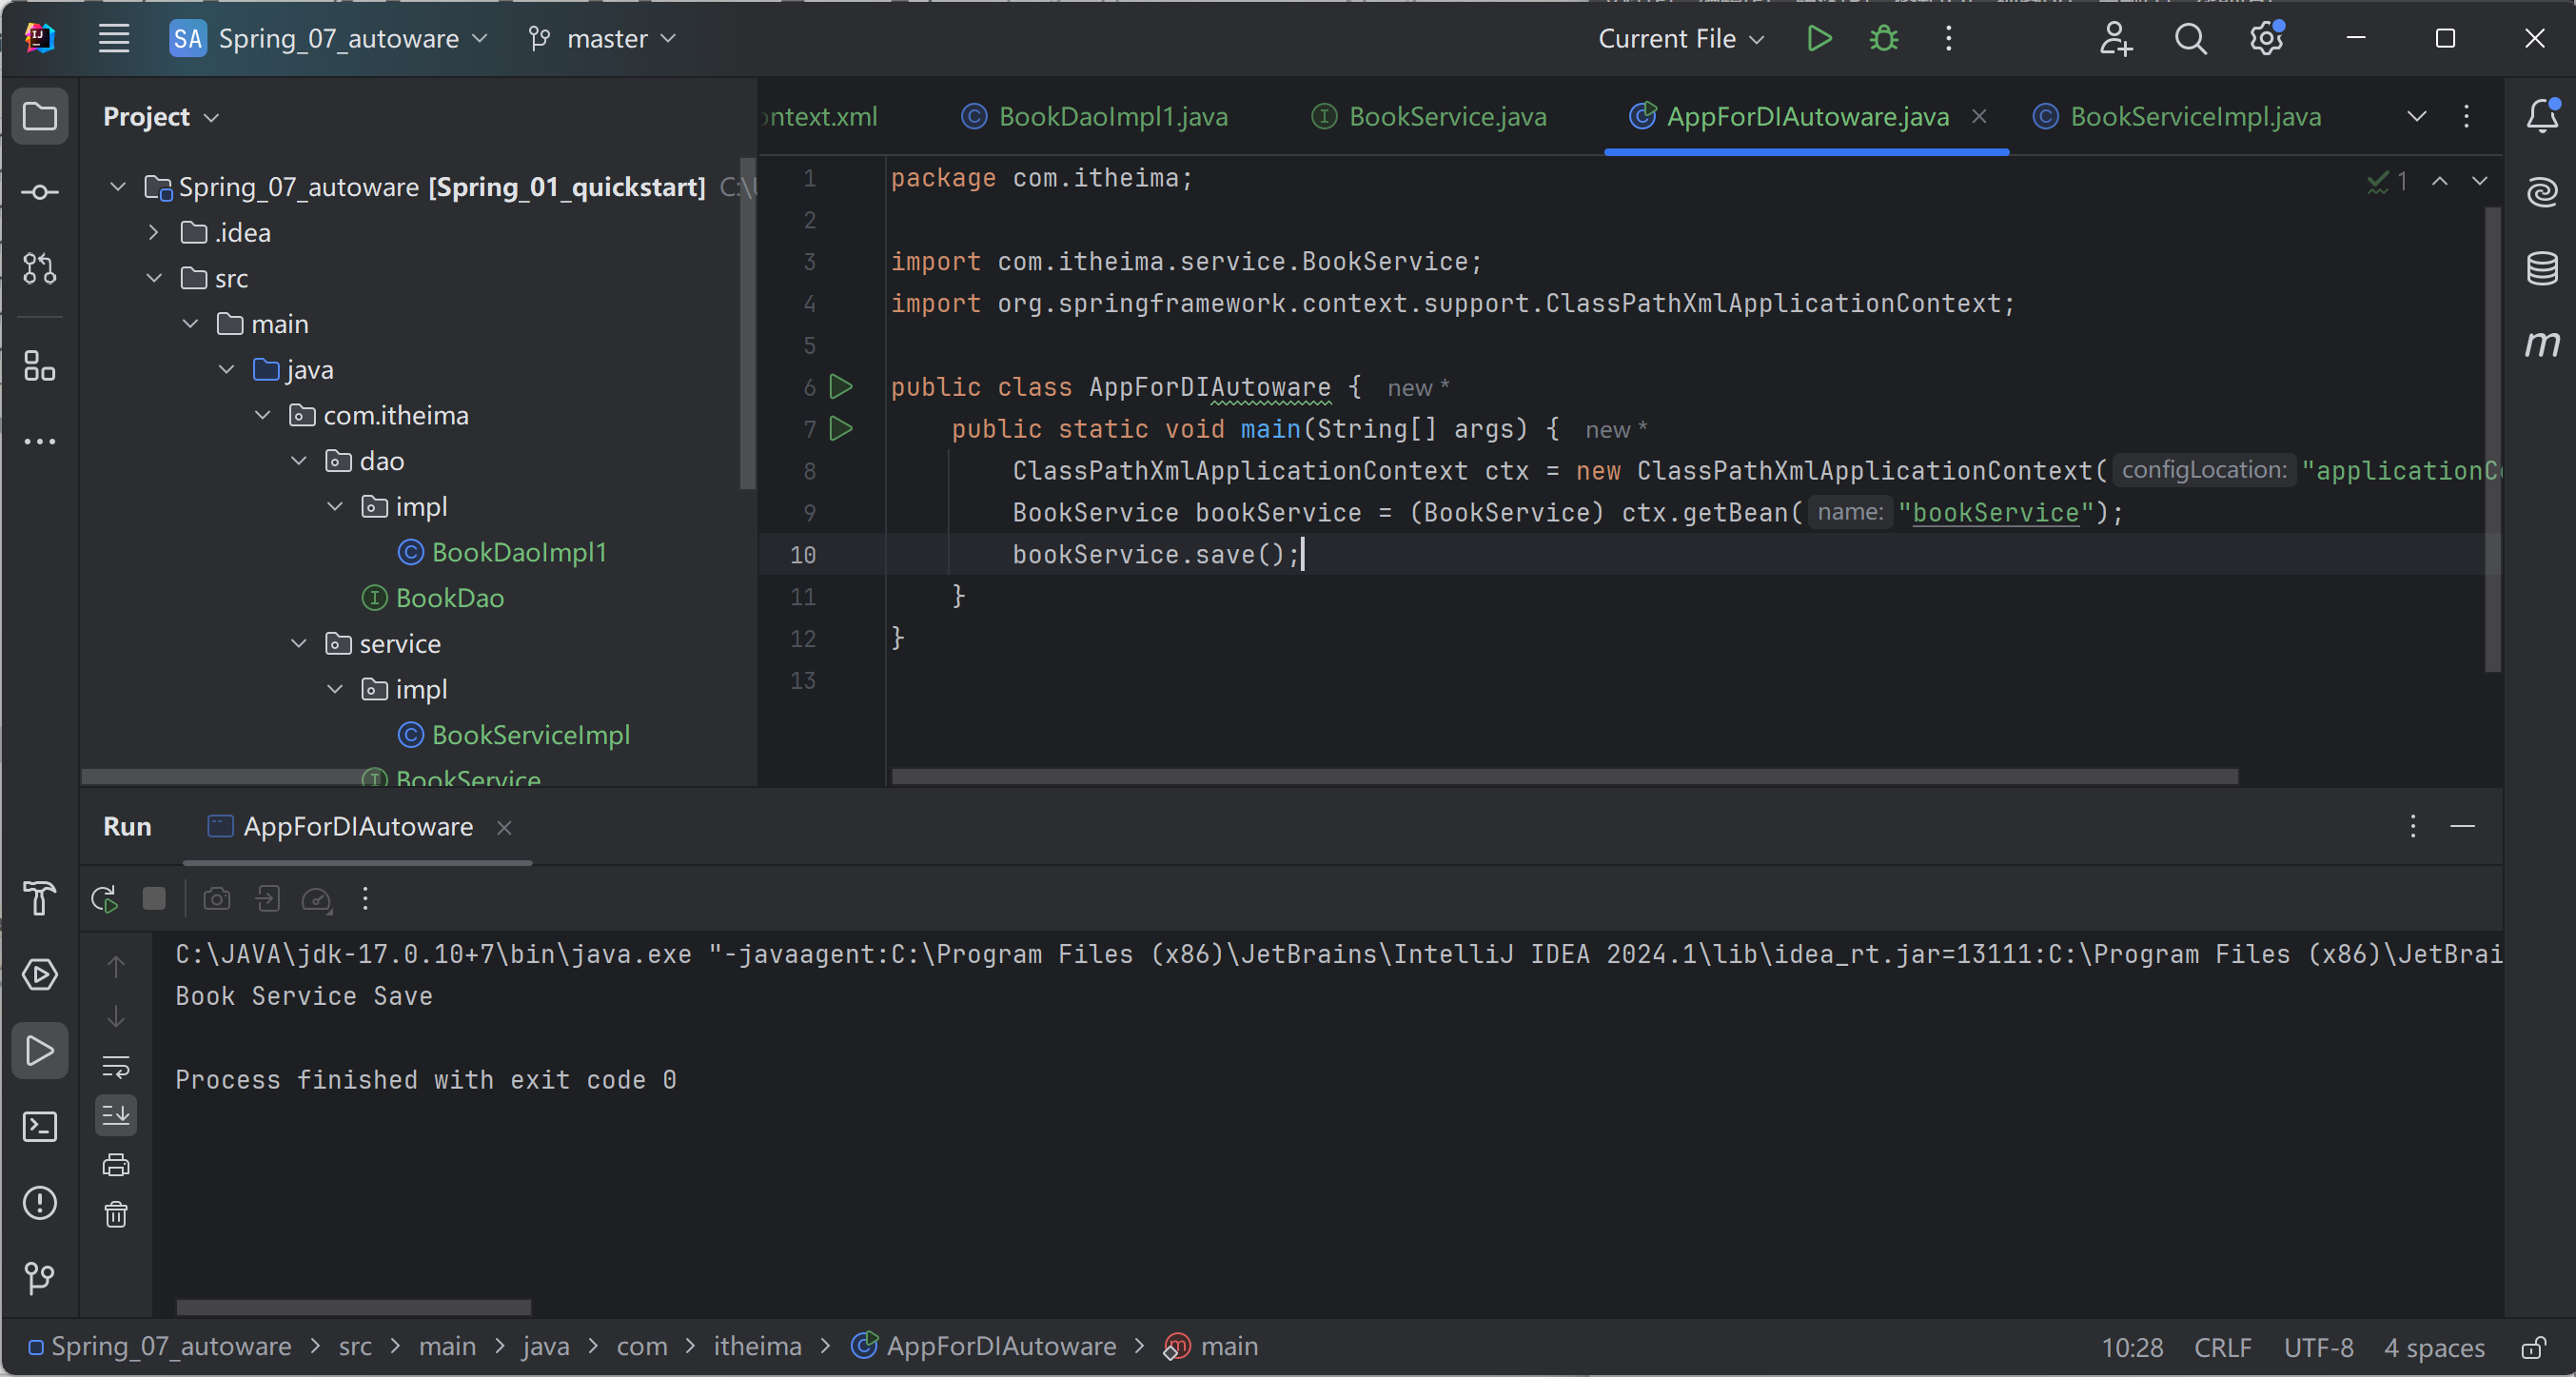 SA Spring_07_autoware master Current File
Project
ontext.xml BookDaoImpl1.java BookService.java AppForDIAutoware.java BookServiceImpl.java
Spring_07_autoware [Spring_01_quickstart] C:\
.idea
src
main
java
com.itheima
dao
impl
BookDaoImpl1
BookDao
service
impl
BookServiceImpl
BookService
1 package com.itheima;
2
3 import com.itheima.service.BookService;
4 import org.springframework.context.support.ClassPathXmlApplicationContext;
5
6 public class AppForDIAutoware { new *
7 public static void main(String[] args) { new *
8 ClassPathXmlApplicationContext ctx = new ClassPathXmlApplicationContext( configLocation: "applicationC
9 BookService bookService = (BookService) ctx.getBean( name: "bookService");
10 bookService.save();
11 }
12 }
13
1
Run AppForDIAutoware
C:\JAVA\jdk-17.0.10+7\bin\java.exe "-javaagent:C:\Program Files (x86)\JetBrains\IntelliJ IDEA 2024.1\lib\idea_rt.jar=13111:C:\Program Files (x86)\JetBrai
Book Service Save
Process finished with exit code 0
Spring_07_autoware > src > main > java > com > itheima > AppForDIAutoware > main
10:28 CRLF UTF-8 4 spaces